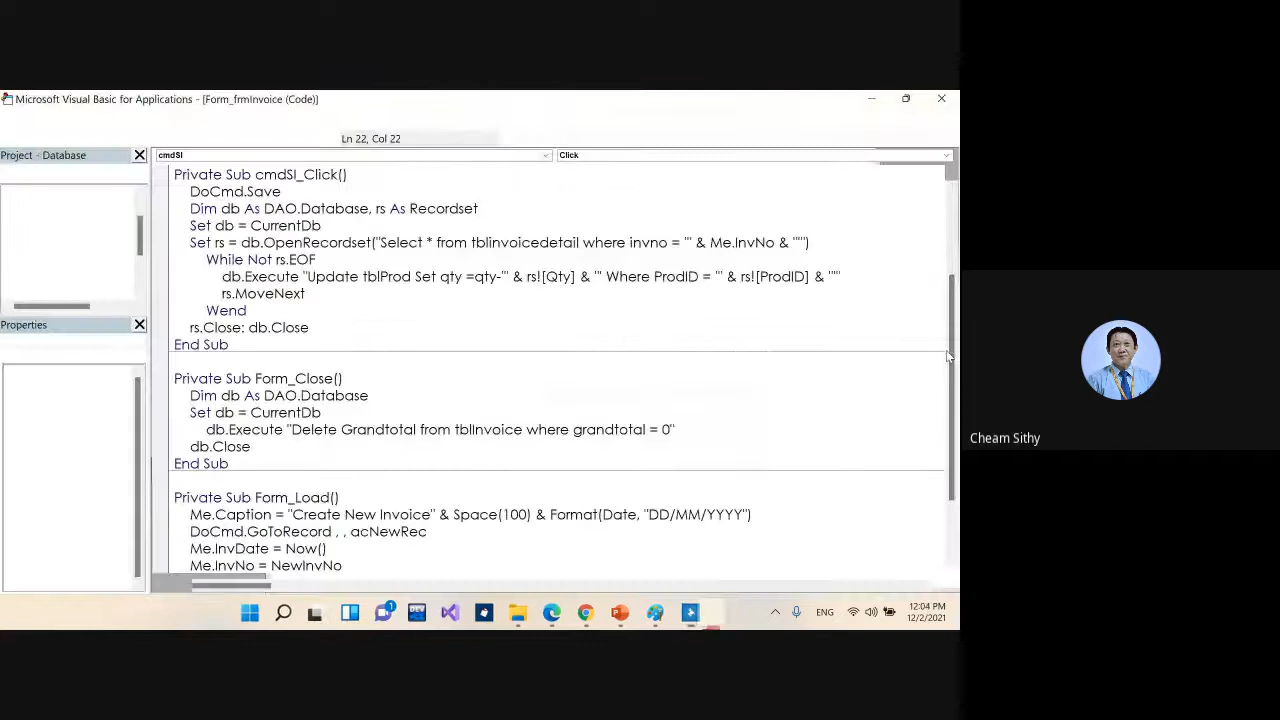 Microsoft Visual Basic for Applications - [Form_frmInvoice (Code)]
Ln 22, Col 22
Project - Database
cmdSI
Click
Private Sub cmdSI_Click()
DoCmd.Save
Dim db As DAO.Database, rs As Recordset
Set db = CurrentDb
Set rs = db.OpenRecordset("Select * from tblinvoicedetail where invno = '" & Me.InvNo & "'")
While Not rs.EOF
db.Execute "Update tblProd Set qty =qty-'" & rs![Qty] & "' Where ProdID = '" & rs![ProdID] & "'"
rs.MoveNext
Wend
rs.Close: db.Close
End Sub
Properties
Private Sub Form_Close()
Dim db As DAO.Database
Set db = CurrentDb
db.Execute "Delete Grandtotal from tblInvoice where grandtotal = 0"
db.Close
End Sub
Private Sub Form_Load()
Me.Caption = "Create New Invoice" & Space(100) & Format(Date, "DD/MM/YYYY")
DoCmd.GoToRecord , , acNewRec
Me.InvDate = Now()
Me.InvNo = NewInvNo
Cheam Sithy
1
DEV
ENG
12:04 PM
12/2/2021